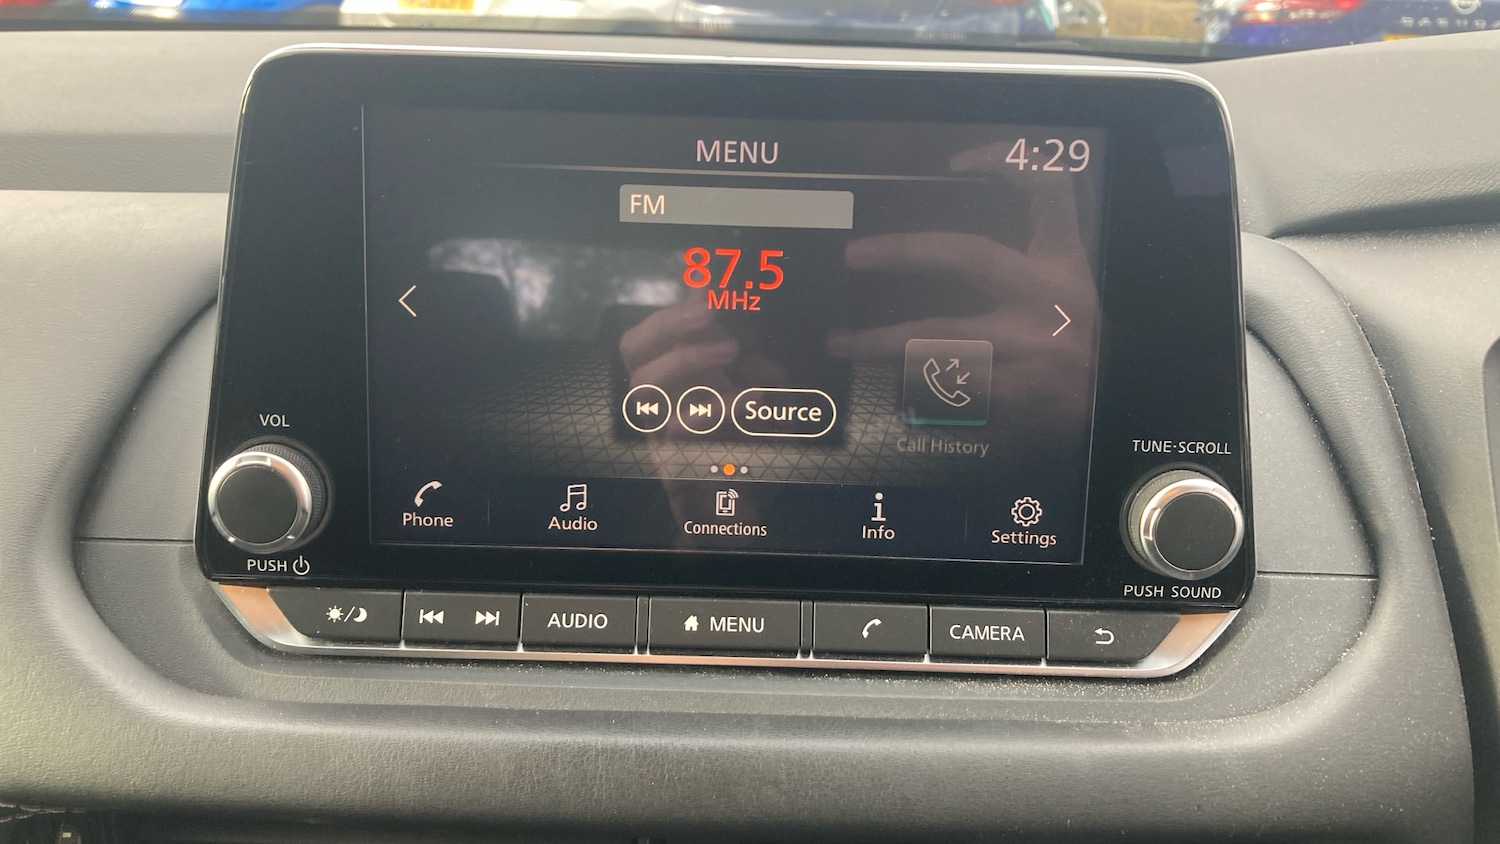 MENU
4:29
FM
87.5
MHz
Source
Call History
Phone
Audio
Connections
Info
Settings
VOL
PUSH
TUNE·SCROLL
PUSH SOUND
AUDIO
MENU
CAMERA